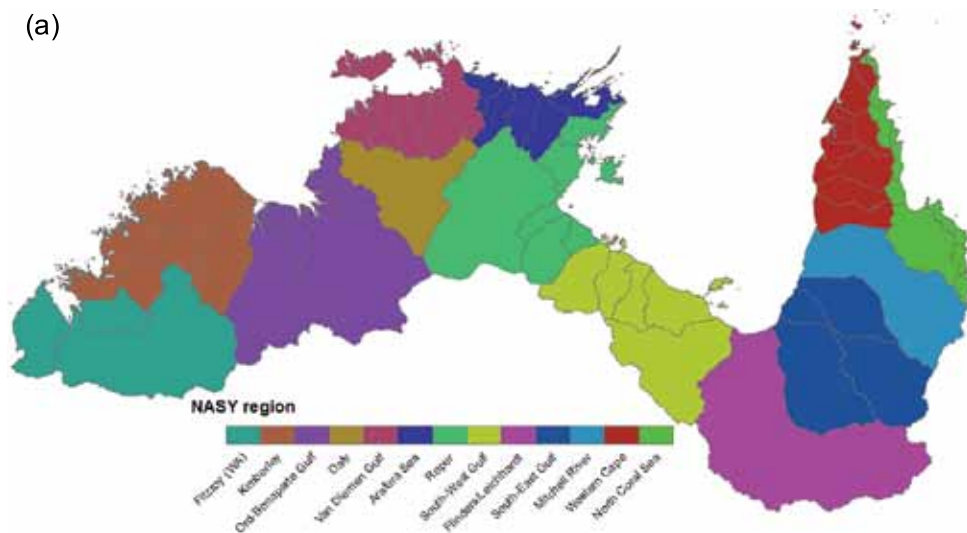 (a)
NASY region
Fitzroy (WA)
Kimberley
Ord Bonaparte Gulf
Daly
Van Diemen Gulf
Arafura Sea
Roper
South-West Gulf
Flinders-Leichhardt
South-East Gulf
Mitchell River
Western Cape
North Coral Sea